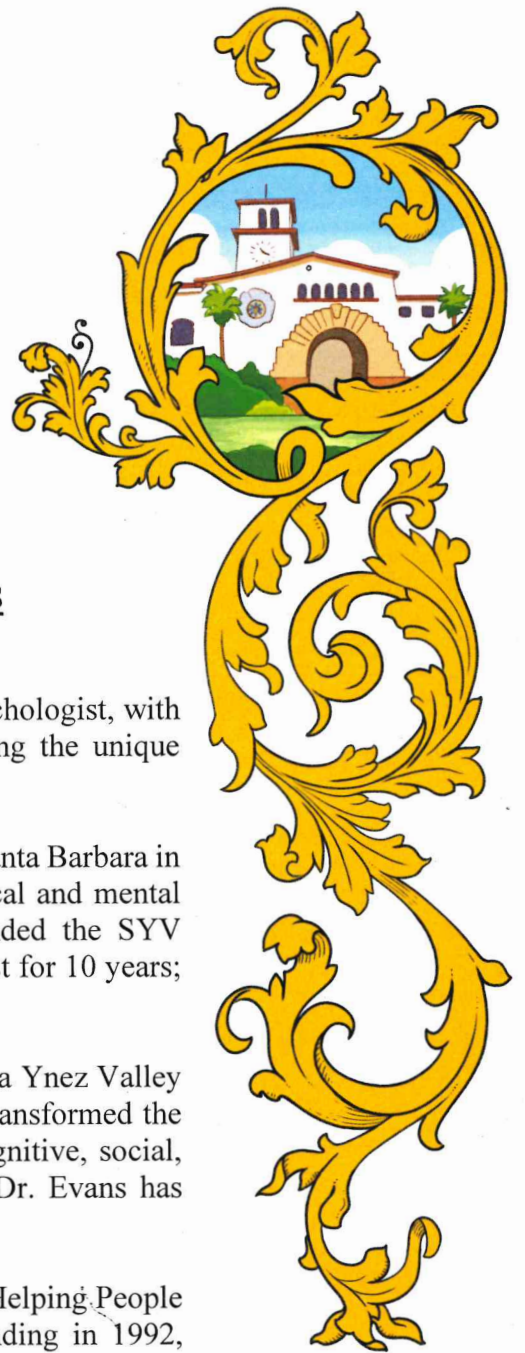 chologist, with
ng the unique
anta Barbara in
cal and mental
ded the SYV
t for 10 years;
a Ynez Valley
ansformed the
gnitive, social,
Dr. Evans has
Helping People
ding in 1992,